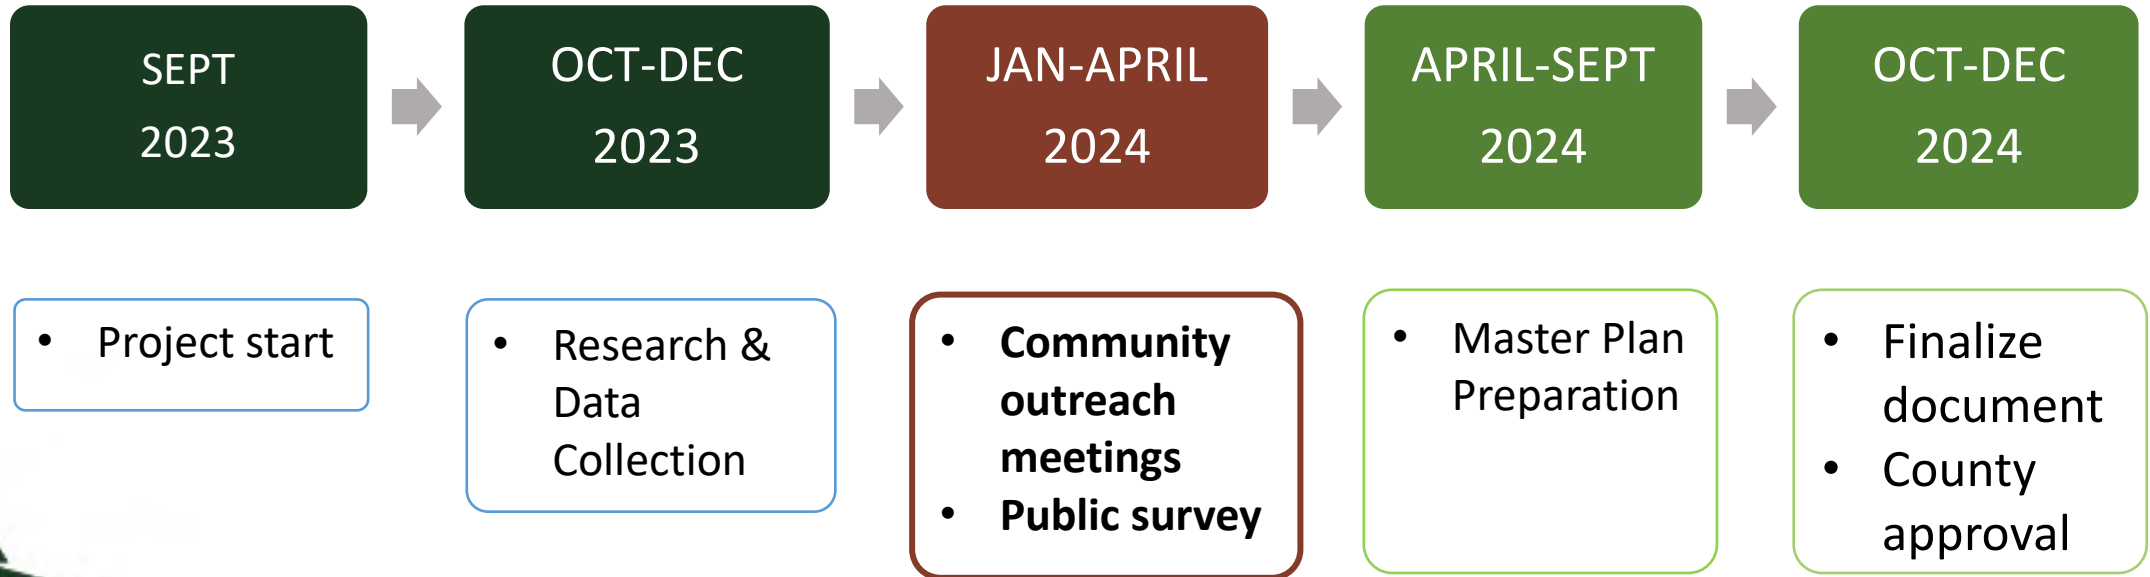 SEPT
2023
OCT-DEC
2023
JAN-APRIL
2024
APRIL-SEPT
2024
OCT-DEC
2024
• Project start
• Research &
Data
Collection
• Community
outreach
meetings
• Public survey
• Master Plan
Preparation
• Finalize
document
• County
approval